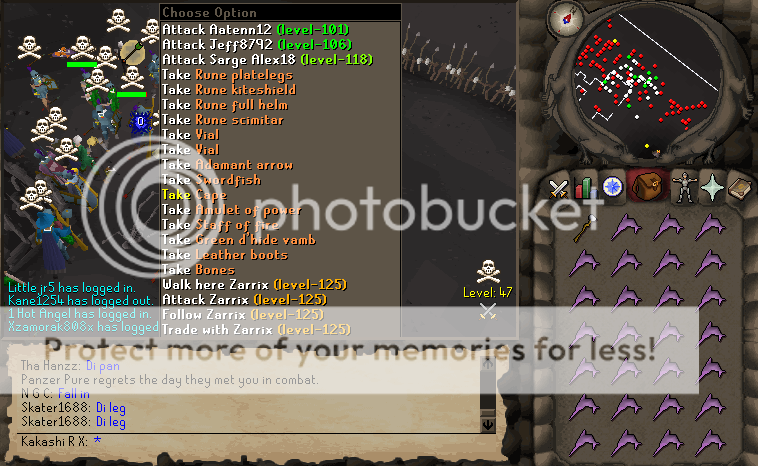 Choose Option
Attack Aatenn12 (level-101)
Attack Jeff8792 (level-106)
Attack Sarge Alex18 (level-118)
Take Rune platelegs
Take Rune kiteshield
Take Rune full helm
Take Rune scimitar
Take Vial
Take Vial
Take Adamant arrow
Take Swordfish
Take Cape
Take Amulet of power
Take Staff of fire
Take Green d'hide vamb
Take Leather boots
Take Bones
Walk here Zarrix (level-125)
Attack Zarrix (level-125)
Follow Zarrix (level-125)
Trade with Zarrix (level-125)
0
photobucket
Level: 47
Little jr5 has logged in.
Kane1254 has logged out.
1 Hot Angel has logged in.
Xzamorak808x has logged
Protect more of your memories for less!
Tha Hanzz: Di pan
Panzer Pure regrets the day they met you in combat.
N G C: Fall in
Skater1688: Di leg
Skater1688: Di leg
Kakashi R X: *